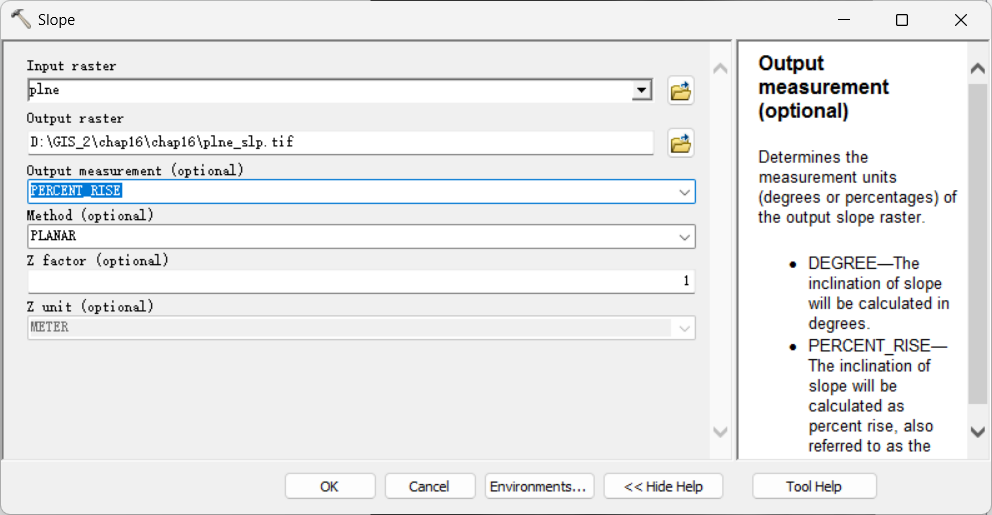 Slope
Input raster
plne
Output raster
D:\GIS_2\chap16\chap16\plne_slp.tif
Output measurement (optional)
PERCENT_RISE
Method (optional)
PLANAR
Z factor (optional)
1
Z unit (optional)
METER
Output
measurement
(optional)
Determines the
measurement units
(degrees or percentages) of
the output slope raster.
• DEGREE—The
inclination of slope
will be calculated in
degrees.
• PERCENT_RISE—
The inclination of
slope will be
calculated as
percent rise, also
referred to as the
OK
Cancel
Environments...
<< Hide Help
Tool Help